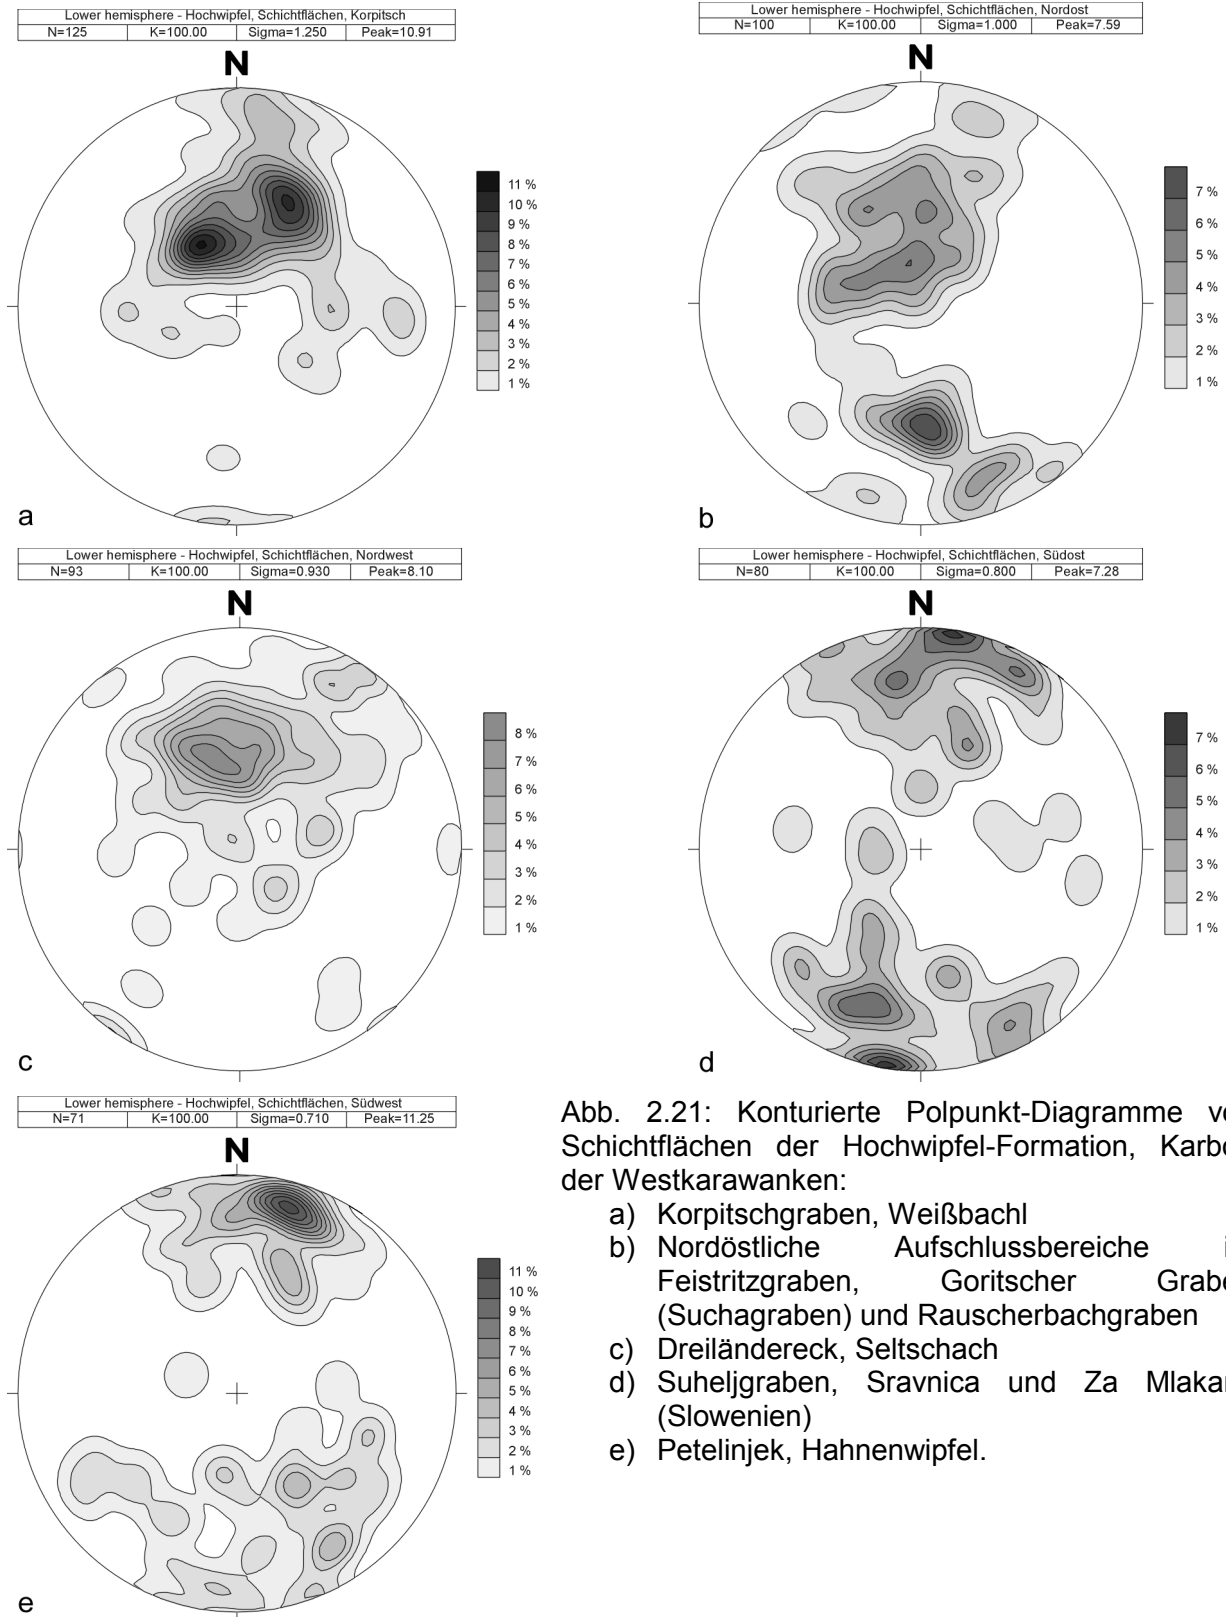 Lower hemisphere - Hochwipfel, Schichtflächen, Korpitsch
N=125 K=100.00 Sigma=1.250 Peak=10.91
N
11 %
10 %
9 %
8 %
7 %
6 %
5 %
4 %
3 %
2 %
1 %
a
Lower hemisphere - Hochwipfel, Schichtflächen, Nordost
N=100 K=100.00 Sigma=1.000 Peak=7.59
N
7 %
6 %
5 %
4 %
3 %
2 %
1 %
b
Lower hemisphere - Hochwipfel, Schichtflächen, Nordwest
N=93 K=100.00 Sigma=0.930 Peak=8.10
N
8 %
7 %
6 %
5 %
4 %
3 %
2 %
1 %
c
Lower hemisphere - Hochwipfel, Schichtflächen, Südost
N=80 K=100.00 Sigma=0.800 Peak=7.28
N
7 %
6 %
5 %
4 %
3 %
2 %
1 %
d
Lower hemisphere - Hochwipfel, Schichtflächen, Südwest
N=71 K=100.00 Sigma=0.710 Peak=11.25
N
11 %
10 %
9 %
8 %
7 %
6 %
5 %
4 %
3 %
2 %
1 %
e
Abb. 2.21: Konturierte Polpunkt-Diagramme
Schichtflächen der Hochwipfel-Formation,
der Westkarawanken:
a) Korpitschgraben, Weißbachl
b) Nordöstliche Aufschlussbereiche
Feistritzgraben, Goritscher
(Suchagraben) und Rauscherbachgraben
c) Dreiländereck, Seltschach
d) Suheljgraben, Sravnica und Za
(Slowenien)
e) Petelinjek, Hahnenwipfel.